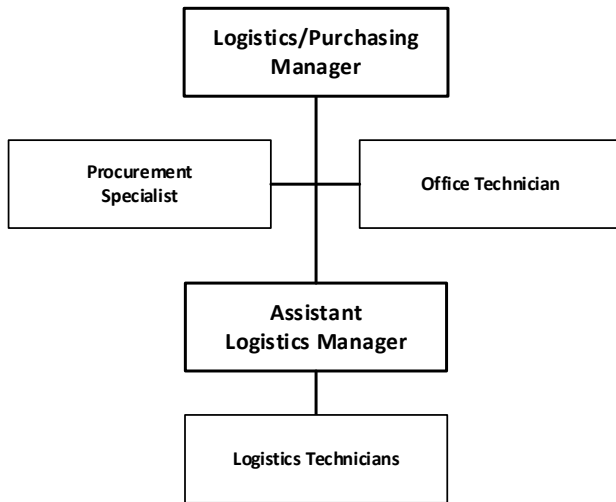 Logistics/Purchasing
Manager
Procurement
Specialist
Office Technician
Assistant
Logistics Manager
Logistics Technicians